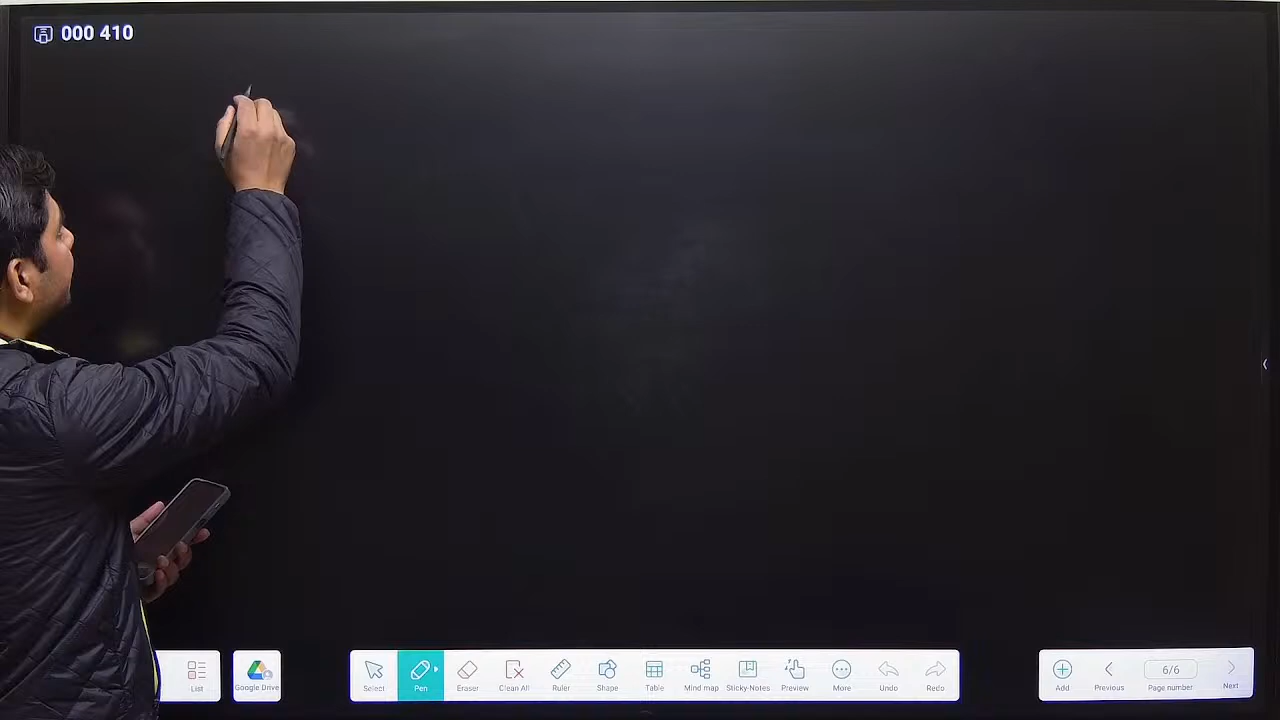 000 410
List
Google Drive
Select
Pen
Eraser
Clean All
Ruler
Shape
Table
Mind map
Sticky-Notes
Preview
More
Undo
Redo
Add
Previous
6/6
Page number
Next